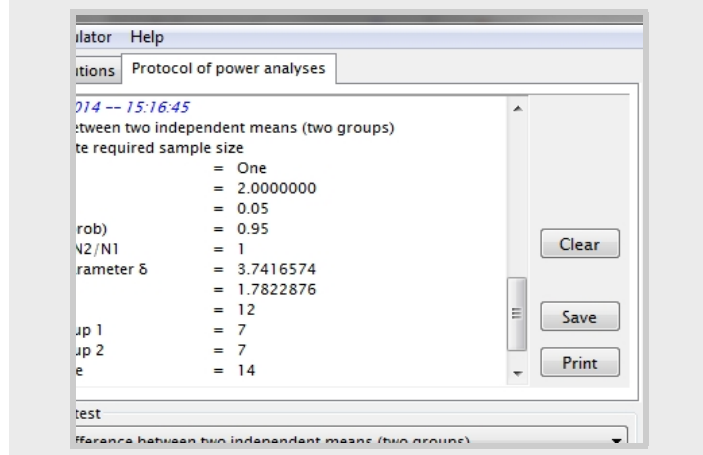 ulator Help
utions Protocol of power analyses
014 -- 15:16:45
etween two independent means (two groups)
te required sample size
= One
= 2.0000000
= 0.05
rob) = 0.95
N2/N1 = 1
rameter δ = 3.7416574
= 1.7822876
= 12
up 1 = 7
up 2 = 7
e = 14
Clear
Save
Print
test
fference between two independent means (two groups)